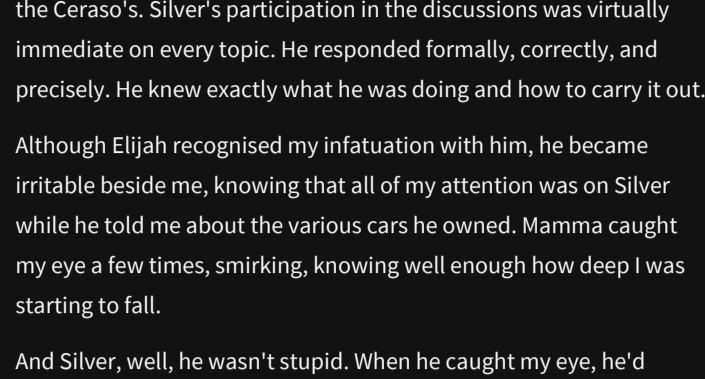 the Ceraso's. Silver's participation in the discussions was virtually
immediate on every topic. He responded formally, correctly, and
precisely. He knew exactly what he was doing and how to carry it out.
Although Elijah recognised my infatuation with him, he became
irritable beside me, knowing that all of my attention was on Silver
while he told me about the various cars he owned. Mamma caught
my eye a few times, smirking, knowing well enough how deep I was
starting to fall.
And Silver, well, he wasn't stupid. When he caught my eye, he'd